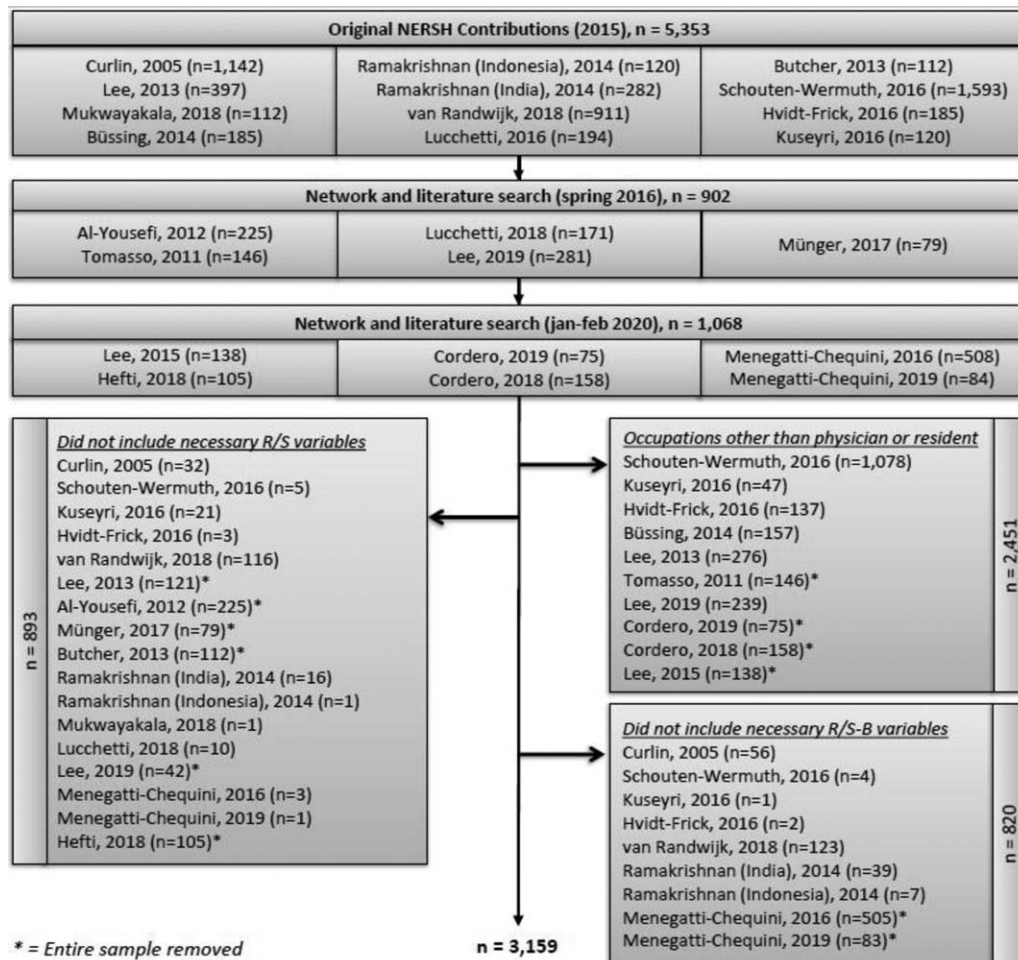 Original NERSH Contributions (2015), n = 5,353
Curlin, 2005 (n=1,142)
Lee, 2013 (n=397)
Mukwayakala, 2018 (n=112)
Büssing, 2014 (n=185)
Ramakrishnan (Indonesia), 2014 (n=120)
Ramakrishnan (India), 2014 (n=282)
van Randwijk, 2018 (n=911)
Lucchetti, 2016 (n=194)
Butcher, 2013 (n=112)
Schouten-Wermuth, 2016 (n=1,593)
Hvidt-Frick, 2016 (n=185)
Kuseyri, 2016 (n=120)
Network and literature search (spring 2016), n = 902
Al-Yousefi, 2012 (n=225)
Tomasso, 2011 (n=146)
Lucchetti, 2018 (n=171)
Lee, 2019 (n=281)
Münger, 2017 (n=79)
Network and literature search (jan-feb 2020), n = 1,068
Lee, 2015 (n=138)
Hefti, 2018 (n=105)
Cordero, 2019 (n=75)
Cordero, 2018 (n=158)
Menegatti-Chequini, 2016 (n=508)
Menegatti-Chequini, 2019 (n=84)
n = 893
Did not include necessary R/S variables
Curlin, 2005 (n=32)
Schouten-Wermuth, 2016 (n=5)
Kuseyri, 2016 (n=21)
Hvidt-Frick, 2016 (n=3)
van Randwijk, 2018 (n=116)
Lee, 2013 (n=121)*
Al-Yousefi, 2012 (n=225)*
Münger, 2017 (n=79)*
Butcher, 2013 (n=112)*
Ramakrishnan (India), 2014 (n=16)
Ramakrishnan (Indonesia), 2014 (n=1)
Mukwayakala, 2018 (n=1)
Lucchetti, 2018 (n=10)
Lee, 2019 (n=42)*
Menegatti-Chequini, 2016 (n=3)
Menegatti-Chequini, 2019 (n=1)
Hefti, 2018 (n=105)*
Occupations other than physician or resident
Schouten-Wermuth, 2016 (n=1,078)
Kuseyri, 2016 (n=47)
Hvidt-Frick, 2016 (n=137)
Büssing, 2014 (n=157)
Lee, 2013 (n=276)
Tomasso, 2011 (n=146)*
Lee, 2019 (n=239)
Cordero, 2019 (n=75)*
Cordero, 2018 (n=158)*
Lee, 2015 (n=138)*
n = 2,451
Did not include necessary R/S-B variables
Curlin, 2005 (n=56)
Schouten-Wermuth, 2016 (n=4)
Kuseyri, 2016 (n=1)
Hvidt-Frick, 2016 (n=2)
van Randwijk, 2018 (n=123)
Ramakrishnan (India), 2014 (n=39)
Ramakrishnan (Indonesia), 2014 (n=7)
Menegatti-Chequini, 2016 (n=505)*
Menegatti-Chequini, 2019 (n=83)*
n = 820
* = Entire sample removed
n = 3,159